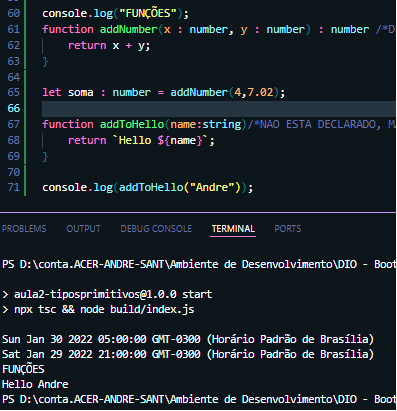 60 console.log("FUNÇÕES");
61 function addNumber(x : number, y : number) : number /*D
62 return x + y;
63 }
64
65 let soma : number = addNumber(4,7.02);
66
67 function addToHello(name:string)/*NAO ESTA DECLARADO, MA
68 return `Hello ${name}`;
69 }
70
71 console.log(addToHello("Andre"));
PROBLEMS OUTPUT DEBUG CONSOLE TERMINAL PORTS
PS D:\conta.ACER-ANDRE-SANT\Ambiente de Desenvolvimento\DIO - Boot
> aula2-tiposprimitivos@1.0.0 start
> npx tsc && node build/index.js
Sun Jan 30 2022 05:00:00 GMT-0300 (Horário Padrão de Brasília)
Sat Jan 29 2022 21:00:00 GMT-0300 (Horário Padrão de Brasília)
FUNÇÕES
Hello Andre
PS D:\conta.ACER-ANDRE-SANT\Ambiente de Desenvolvimento\DIO - Boot